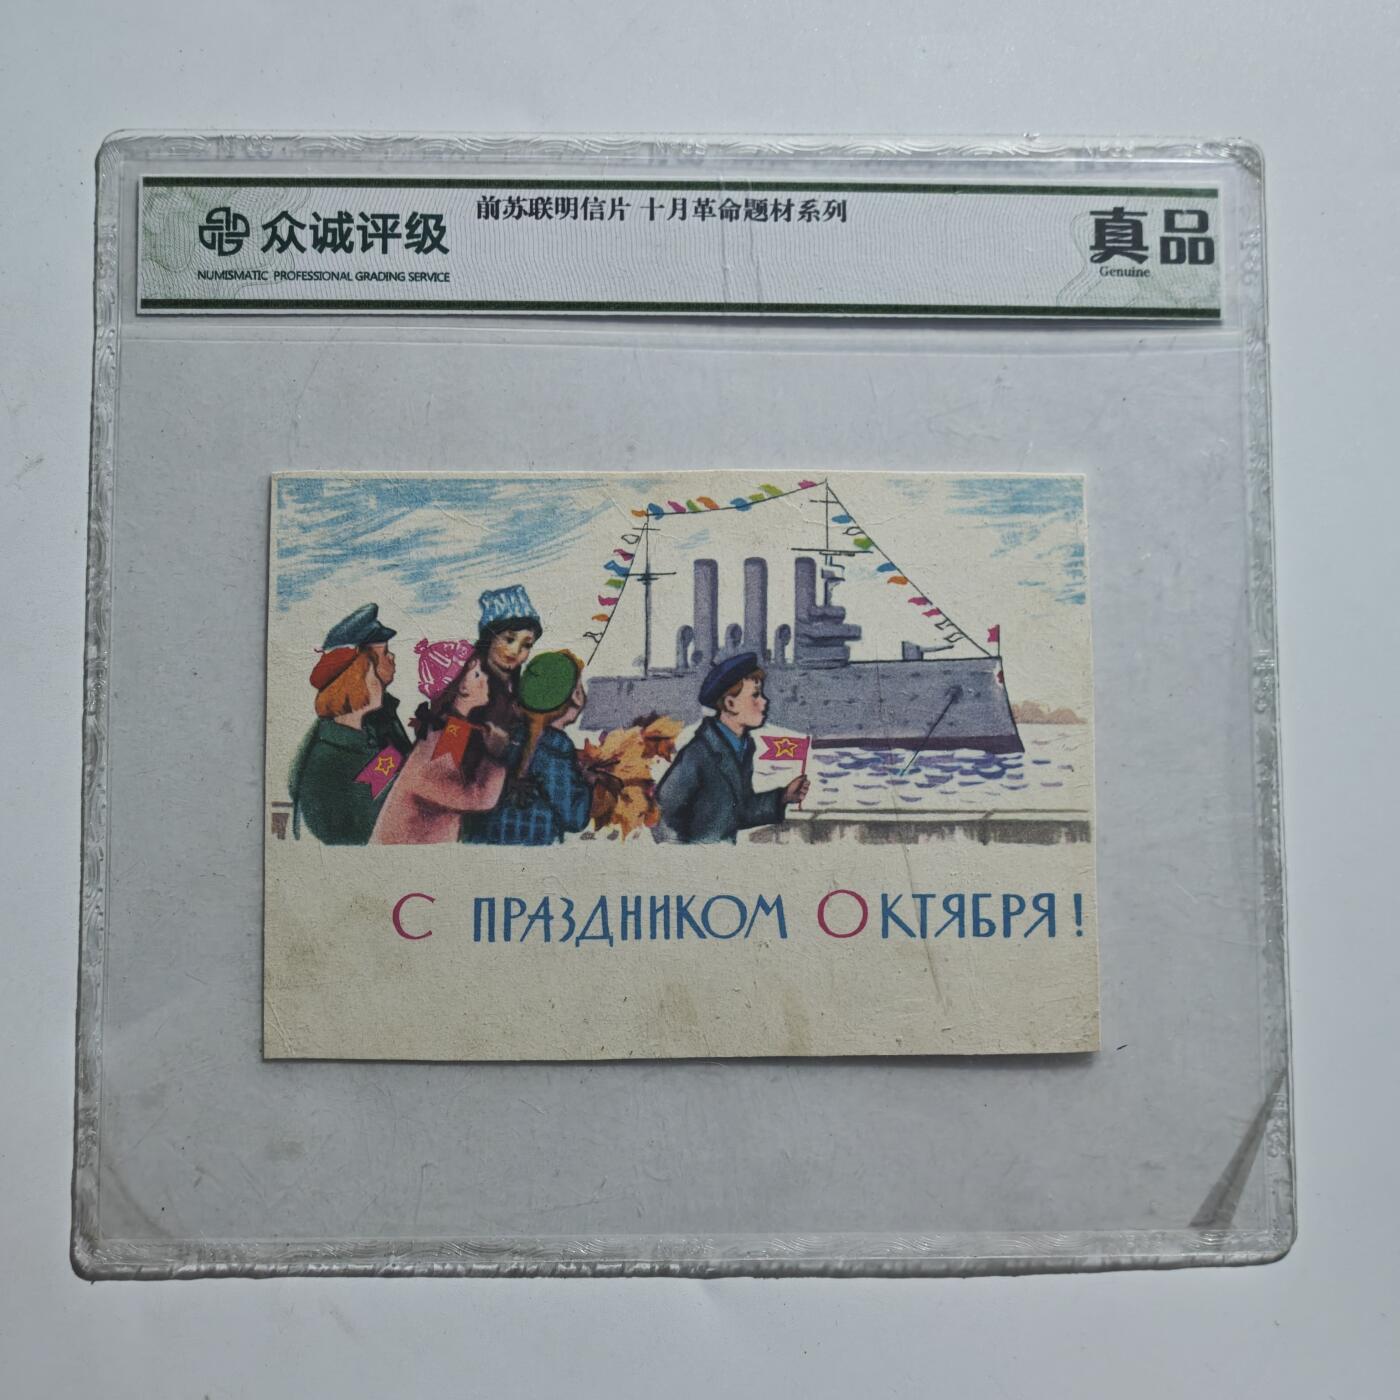 众诚评级
NUMISMATIC PROFESSIONAL GRADING SERVICE
前苏联明信片 十月革命题材系列
真品
Genuine
С ПРАЗДНИКОМ ОКТЯБРЯ!